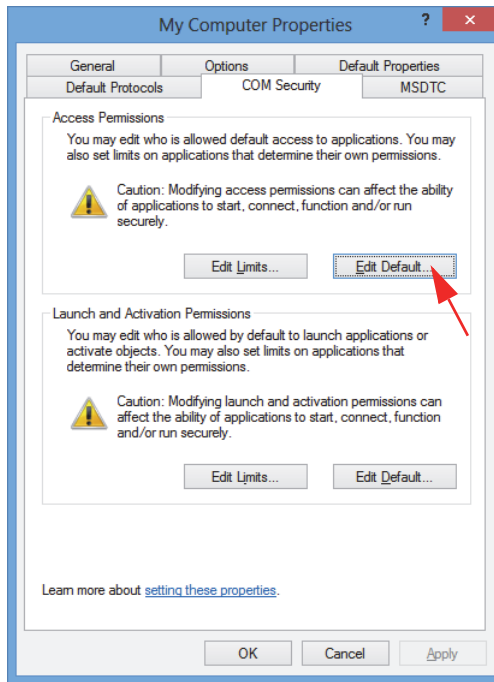 My Computer Properties
?
×
General Options Default Properties
Default Protocols COM Security MSDTC
Access Permissions
You may edit who is allowed default access to applications. You may
also set limits on applications that determine their own permissions.
Caution: Modifying access permissions can affect the ability
of applications to start, connect, function and/or run
securely.
Edit Limits... Edit Default...
Launch and Activation Permissions
You may edit who is allowed by default to launch applications or
activate objects. You may also set limits on applications that
determine their own permissions.
Caution: Modifying launch and activation permissions can
affect the ability of applications to start, connect, function
and/or run securely.
Edit Limits... Edit Default...
Learn more about setting these properties.
OK Cancel Apply